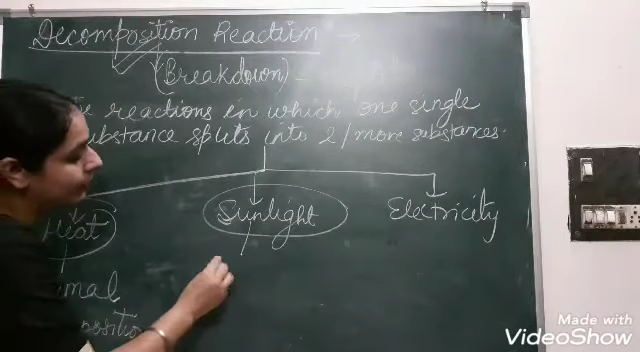 Decomposition Reaction →
(Breakdown) –
reactions in which one single
substance splits into 2/more substances.
Heat Sunlight Electricity
Made with
VideoShow